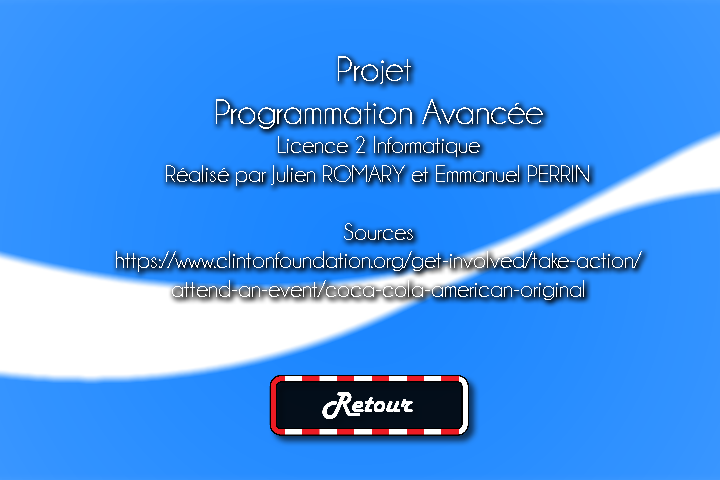 Projet
Programmation Avancée
Licence 2 Informatique
Réalisé par Julien ROMARY et Emmanuel PERRIN
Sources
https://www.clintonfoundation.org/get-involved/take-action/
attend-an-event/coca-cola-american-original
Retour